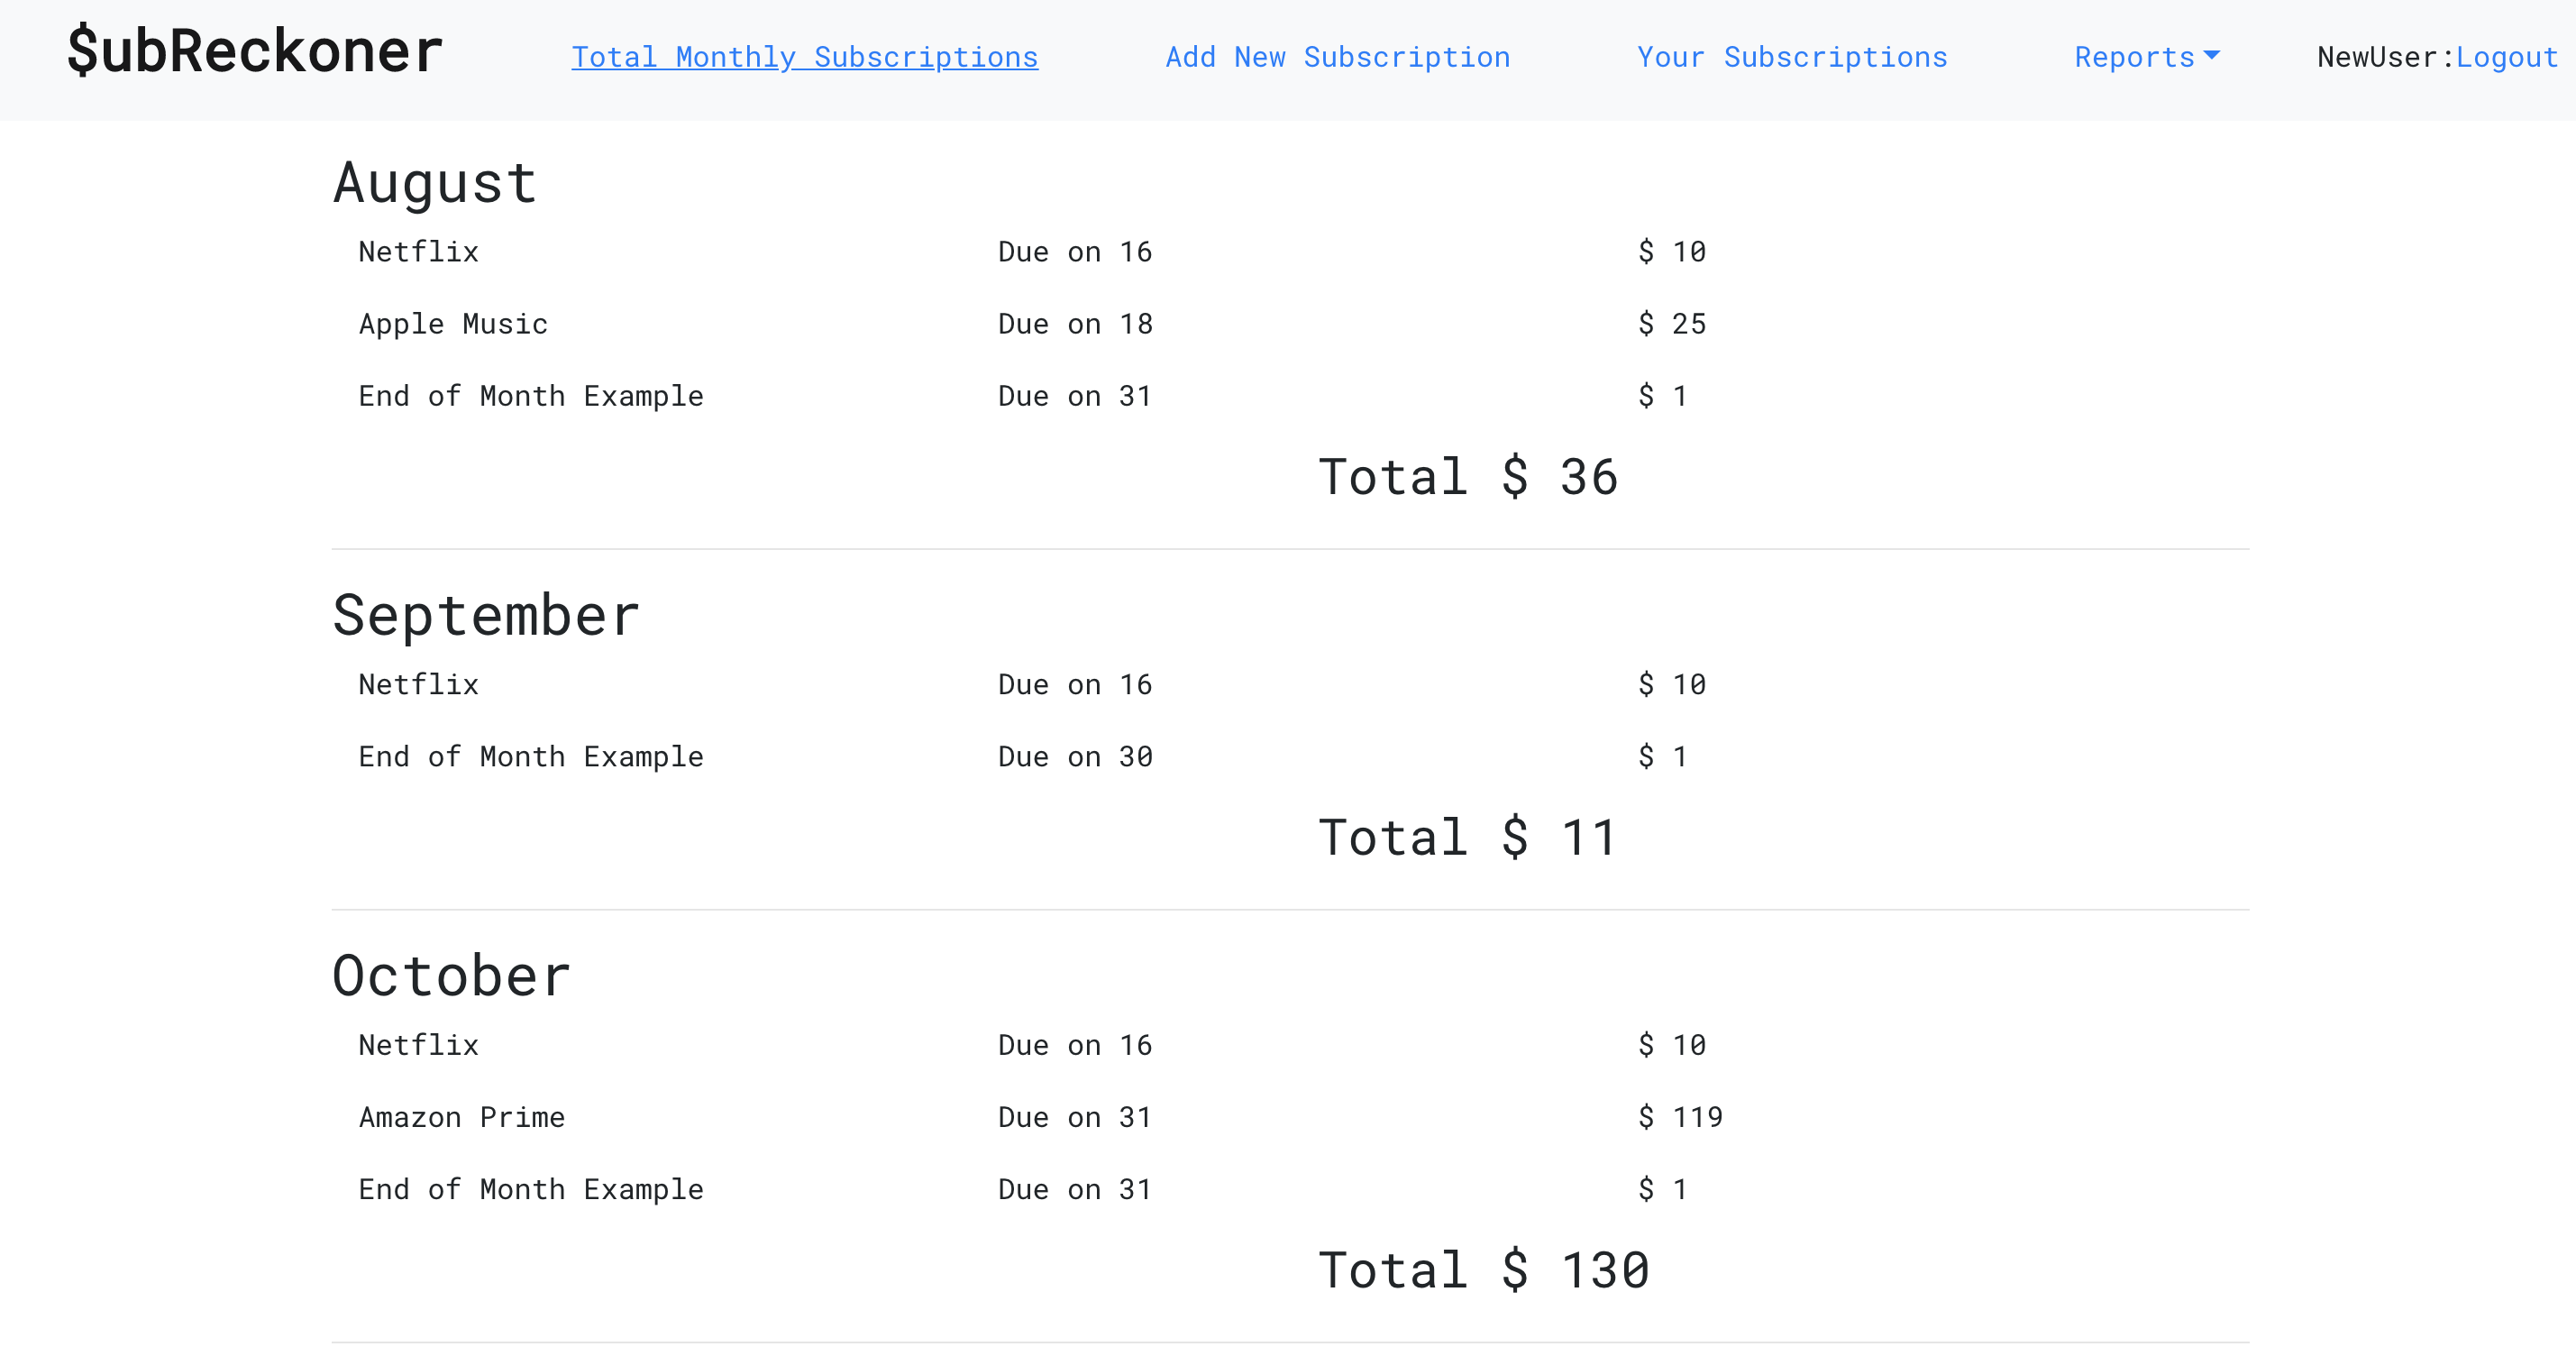 $ubReckoner Total Monthly Subscriptions Add New Subscription Your Subscriptions Reports NewUser:Logout
August
Netflix Due on 16 $ 10
Apple Music Due on 18 $ 25
End of Month Example Due on 31 $ 1
Total $ 36
September
Netflix Due on 16 $ 10
End of Month Example Due on 30 $ 1
Total $ 11
October
Netflix Due on 16 $ 10
Amazon Prime Due on 31 $ 119
End of Month Example Due on 31 $ 1
Total $ 130